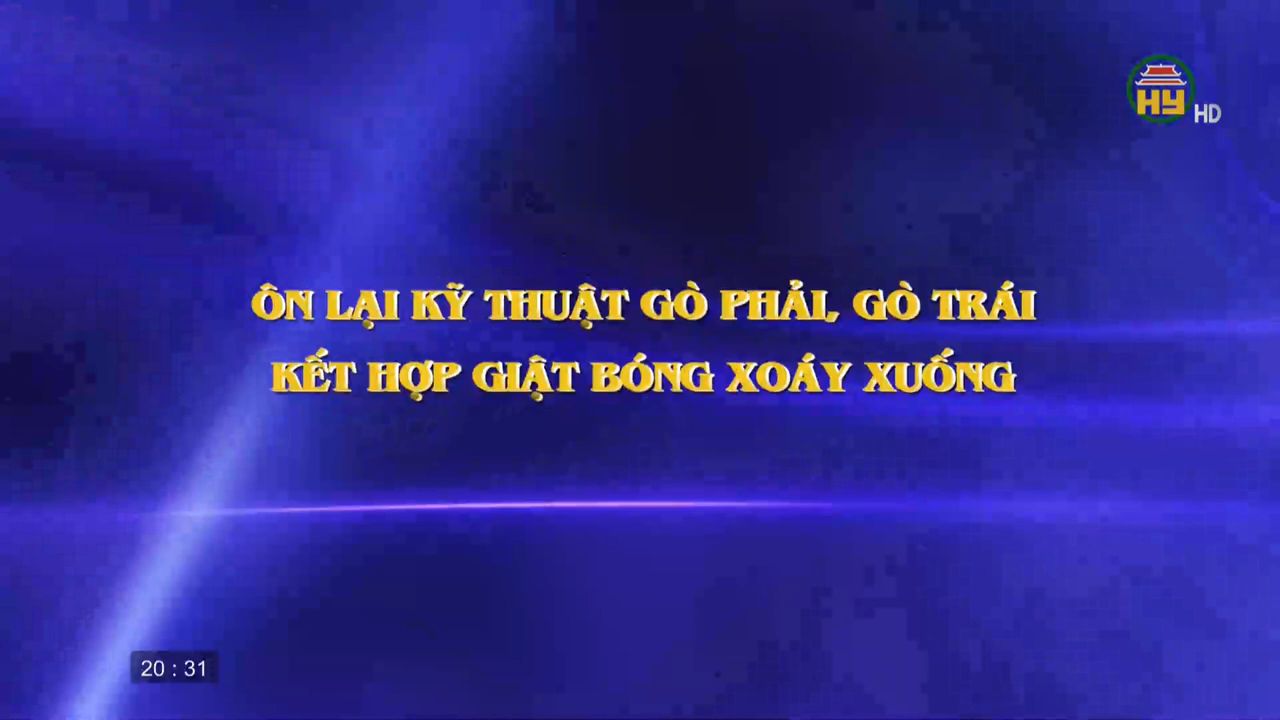 HY HD
ÔN LẠI KỸ THUẬT GÒ PHẢI, GÒ TRÁI
KẾT HỢP GIẬT BÓNG XOÁY XUỐNG
20 : 31